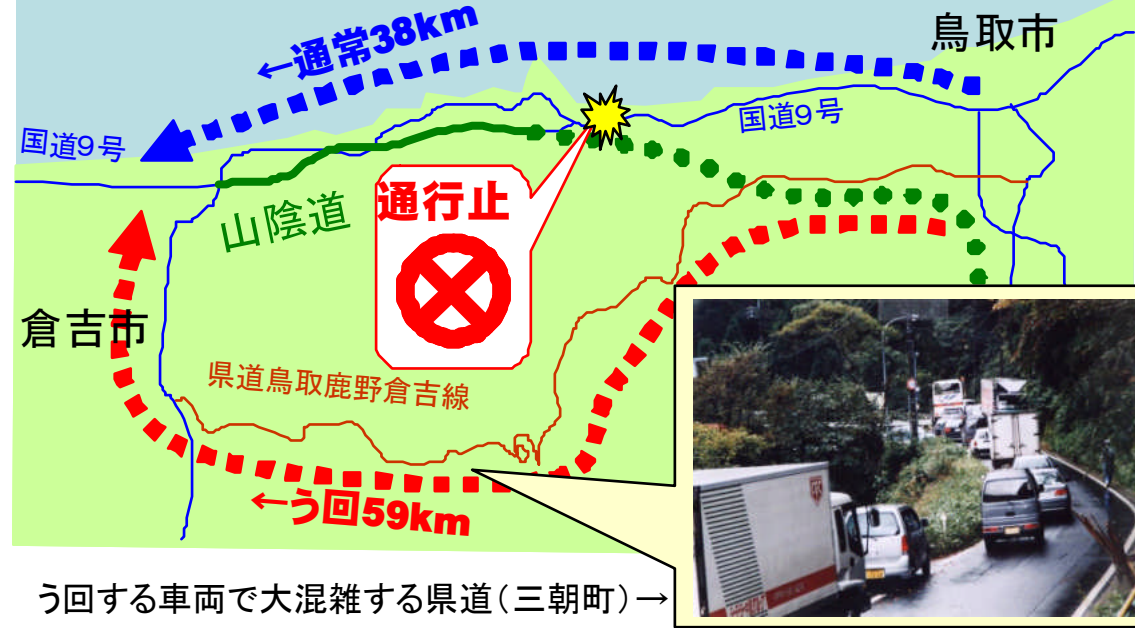 鳥取市
←通常38km
国道9号
国道9号
通行止
山陰道
倉吉市
県道鳥取鹿野倉吉線
←う回59km
う回する車両で大混雑する県道(三朝町)→